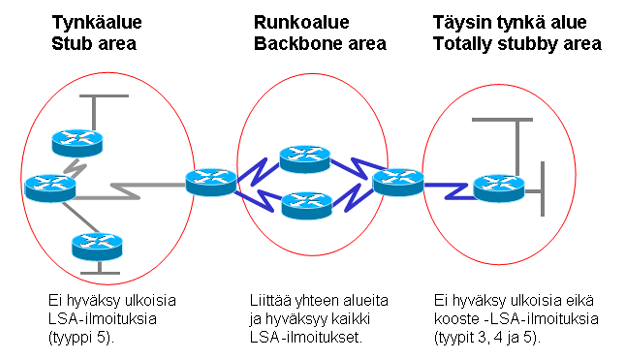 Tynkäalue
Stub area
Runkoalue
Backbone area
Täysin tynkä alue
Totally stubby area
Ei hyväksy ulkoisia
LSA-ilmoituksia
(tyyppi 5).
Liittää yhteen alueita
ja hyväksyy kaikki
LSA-ilmoitukset.
Ei hyväksy ulkoisia eikä
kooste -LSA-ilmoituksia
(tyypit 3, 4 ja 5).